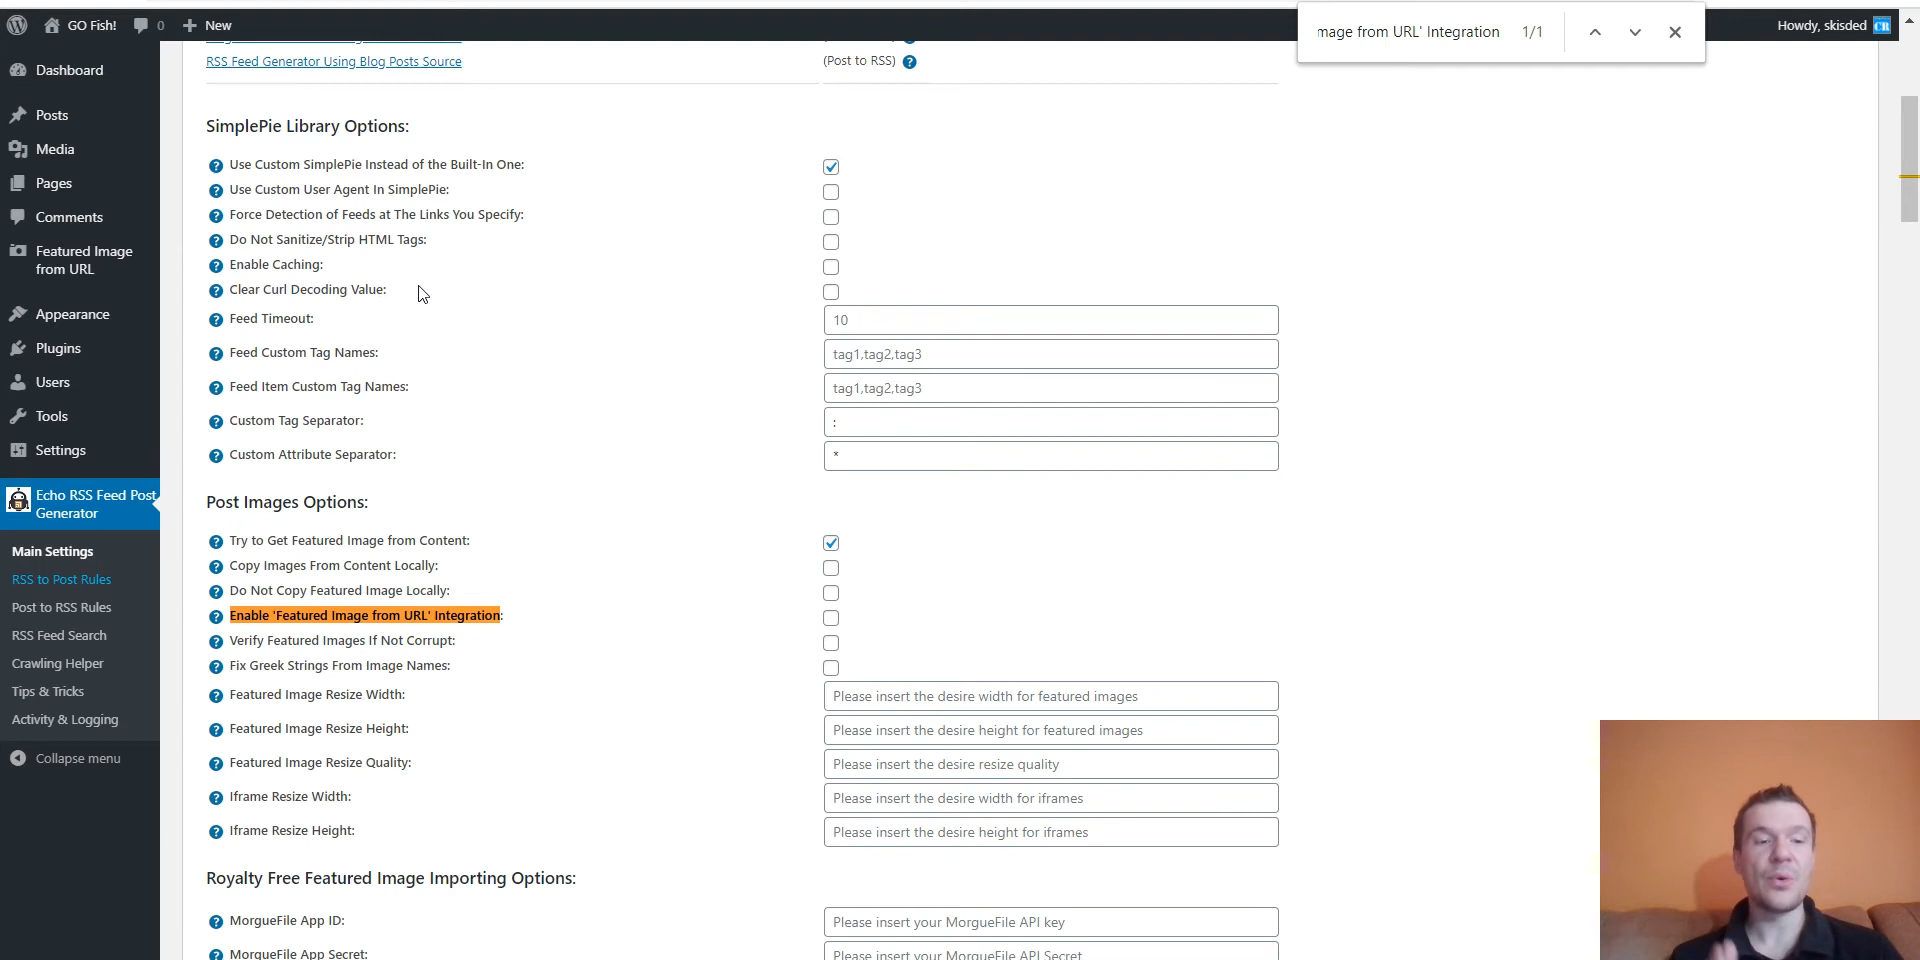 GO Fish!
0
New
mage from URL' Integration
1/1
Howdy, skisded
Dashboard
Posts
Media
Pages
Comments
Featured Image
from URL
Appearance
Plugins
Users
Tools
Settings
Echo RSS Feed Post
Generator
Main Settings
RSS to Post Rules
Post to RSS Rules
RSS Feed Search
Crawling Helper
Tips & Tricks
Activity & Logging
Collapse menu
RSS Feed Generator Using Blog Posts Source
(Post to RSS)
SimplePie Library Options:
Use Custom SimplePie Instead of the Built-In One:
Use Custom User Agent In SimplePie:
Force Detection of Feeds at The Links You Specify:
Do Not Sanitize/Strip HTML Tags:
Enable Caching:
Clear Curl Decoding Value:
Feed Timeout:
10
Feed Custom Tag Names:
tag1,tag2,tag3
Feed Item Custom Tag Names:
tag1,tag2,tag3
Custom Tag Separator:
:
Custom Attribute Separator:
*
Post Images Options:
Try to Get Featured Image from Content:
Copy Images From Content Locally:
Do Not Copy Featured Image Locally:
Enable 'Featured Image from URL' Integration:
Verify Featured Images If Not Corrupt:
Fix Greek Strings From Image Names:
Featured Image Resize Width:
Please insert the desire width for featured images
Featured Image Resize Height:
Please insert the desire height for featured images
Featured Image Resize Quality:
Please insert the desire resize quality
Iframe Resize Width:
Please insert the desire width for iframes
Iframe Resize Height:
Please insert the desire height for iframes
Royalty Free Featured Image Importing Options:
MorgueFile App ID:
Please insert your MorgueFile API key
MorgueFile App Secret:
Please insert your MorgueFile API Secret